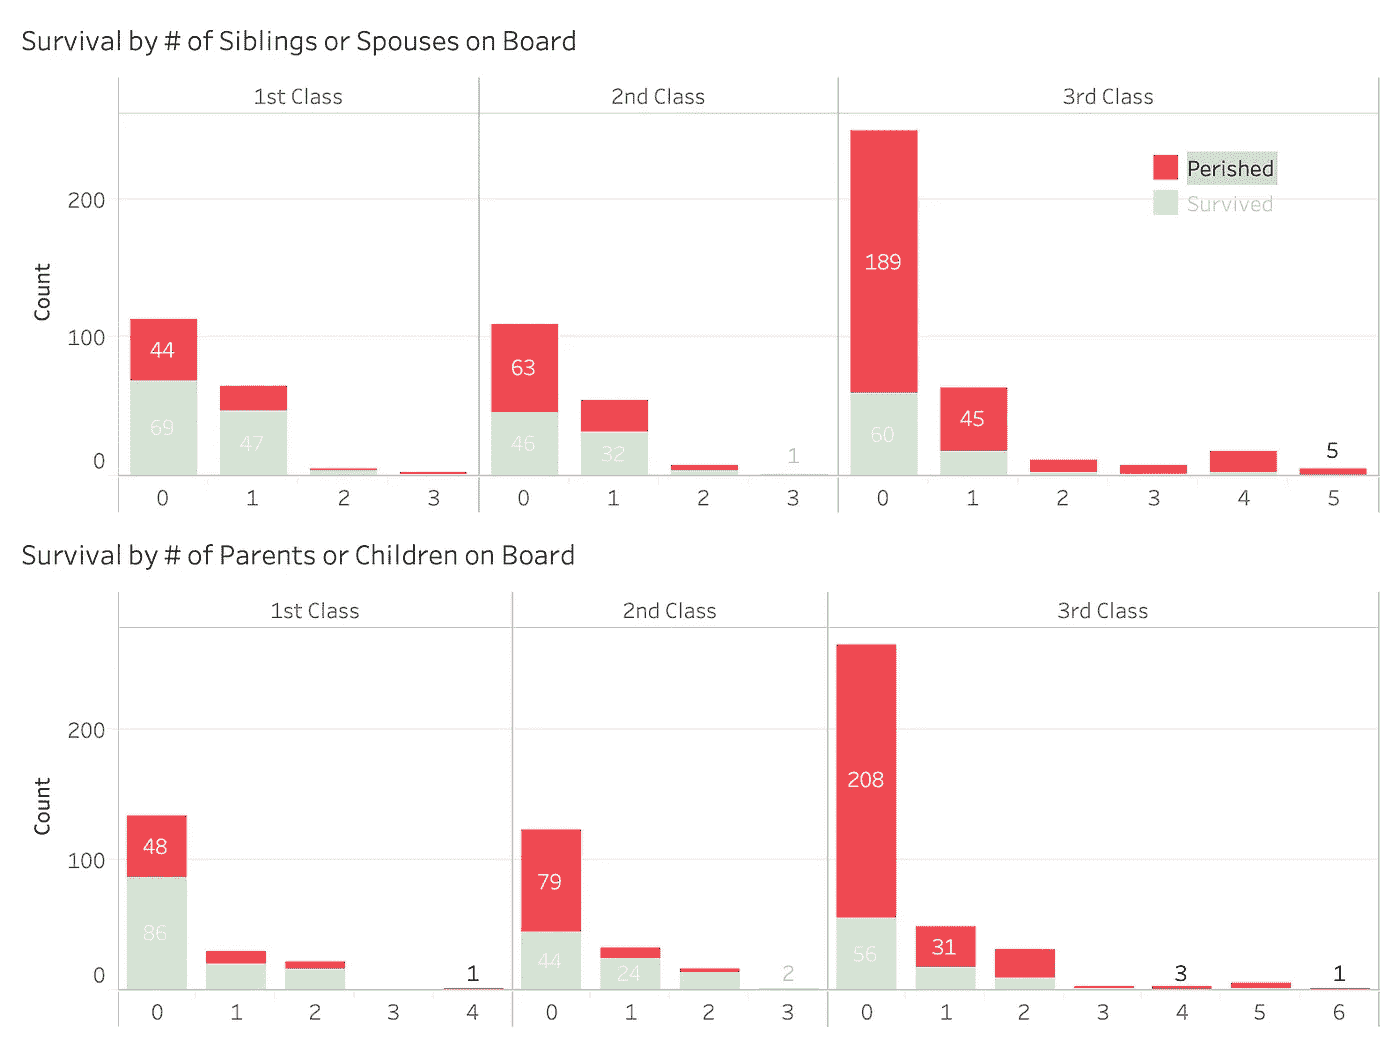 Survival by # of Siblings or Spouses on Board
1st Class 2nd Class 3rd Class
Perished
Survived
Count
200
100
0
44
69
47
63
46
32
1
189
60
45
5
0 1 2 3 0 1 2 3 0 1 2 3 4 5
Survival by # of Parents or Children on Board
1st Class 2nd Class 3rd Class
Count
200
100
0
48
86
1
79
44
24
2
208
56
31
3
1
0 1 2 3 4 0 1 2 3 0 1 2 3 4 5 6